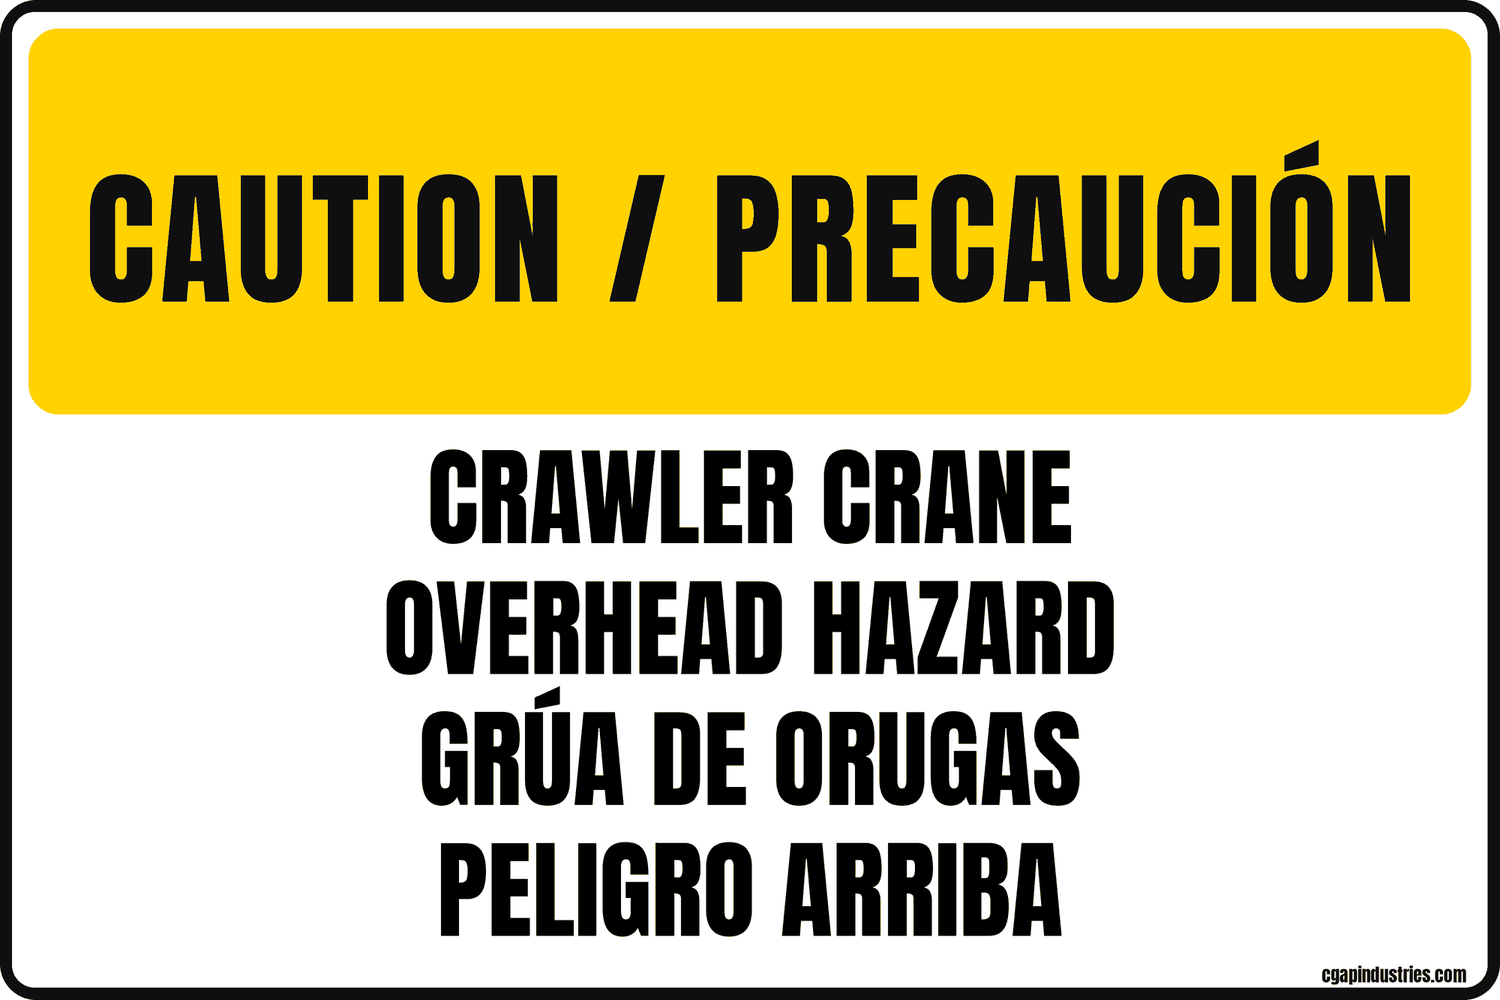 CAUTION / PRECAUCIÓN
CRAWLER CRANE
OVERHEAD HAZARD
GRÚA DE ORUGAS
PELIGRO ARRIBA
cgapindustries.com